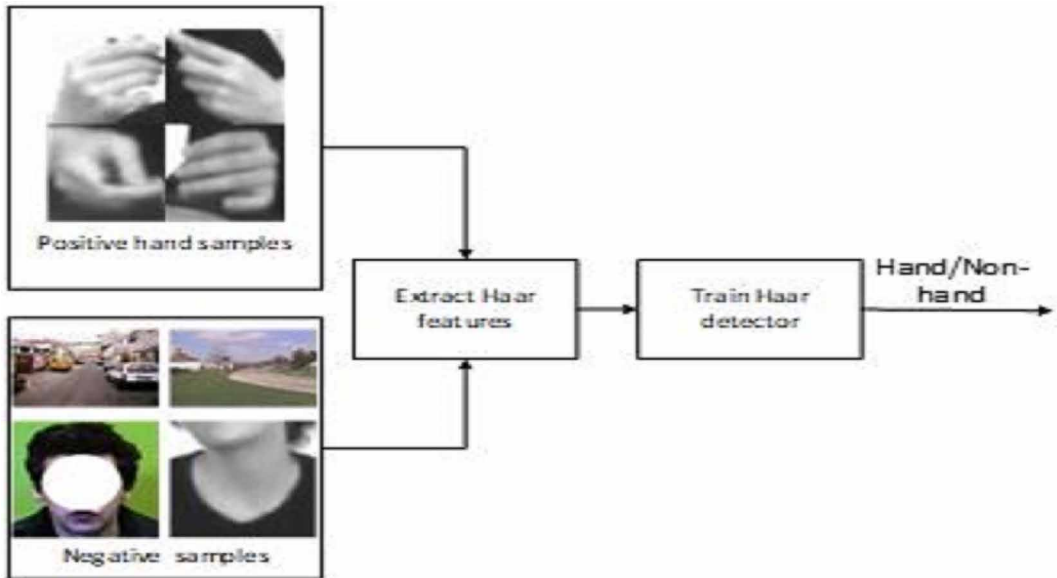 Positive hand samples
Extract Haar
features
Train Haar
detector
Hand/Non-
hand
Negative samples